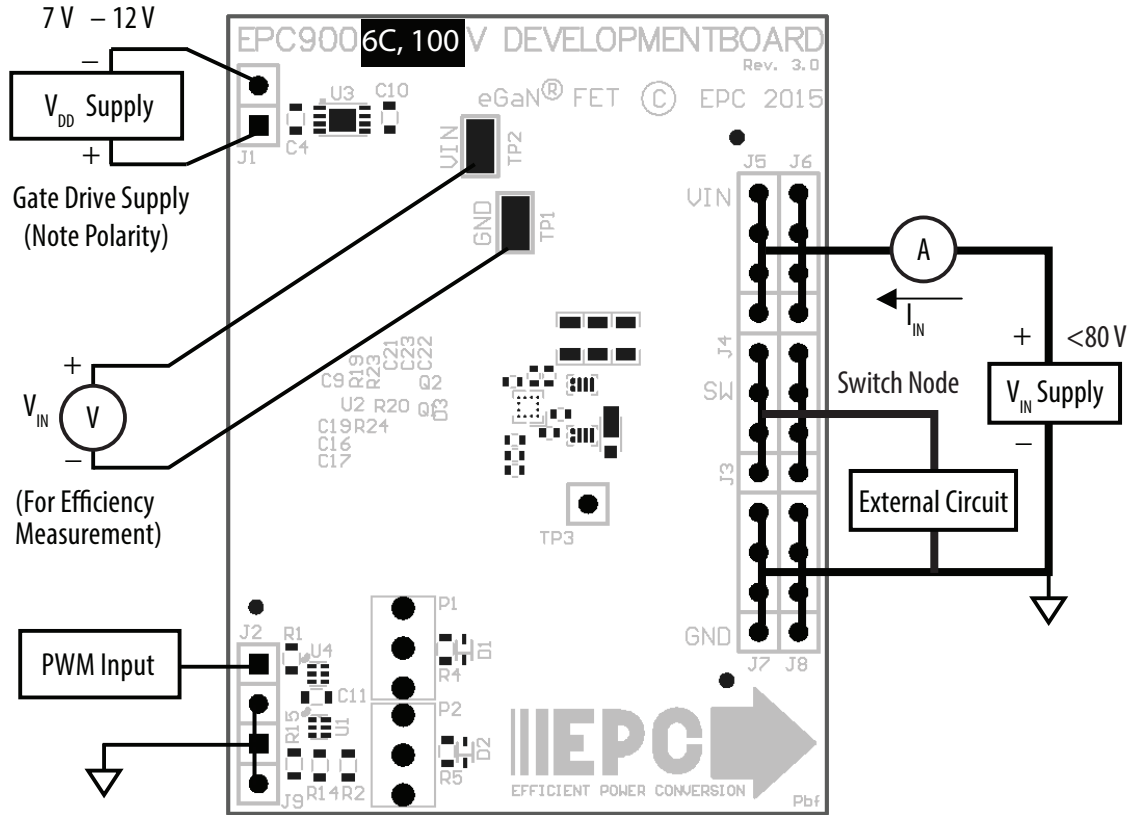 7 V – 12 V
–
V_DD Supply
+
Gate Drive Supply
(Note Polarity)
EPC9006C, 100 V DEVELOPMENTBOARD
Rev. 3.0
eGaN® FET © EPC 2015
U3
C10
C4
J1
VIN
TP2
GND
TP1
J5
J6
VIN
A
I_IN
+
<80 V
V_IN Supply
–
J4
SW
J3
Switch Node
External Circuit
+
V_IN
V
–
(For Efficiency
Measurement)
C9
R19
R23
C21
C23
C22
Q2
U2
R20
Q1
D3
C19
R24
C16
C17
TP3
GND
J7
J8
PWM Input
J2
R1
U4
C11
R15
U1
J9
R14
R2
P1
R4
D1
P2
R5
D2
EPC
EFFICIENT POWER CONVERSION
Pbf